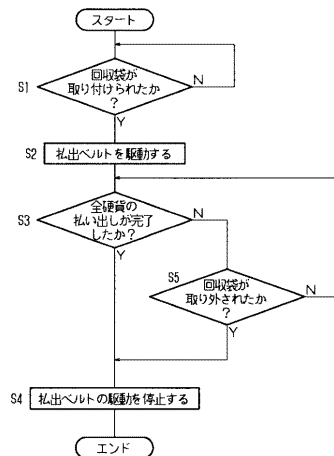 スタート
S1
回収袋が
取り付けられたか
？
N
Y
S2
払出ベルトを駆動する
S3
全硬貨の
払い出しが完了
したか？
N
Y
S5
回収袋が
取り外されたか
？
N
Y
S4
払出ベルトの駆動を停止する
エンド